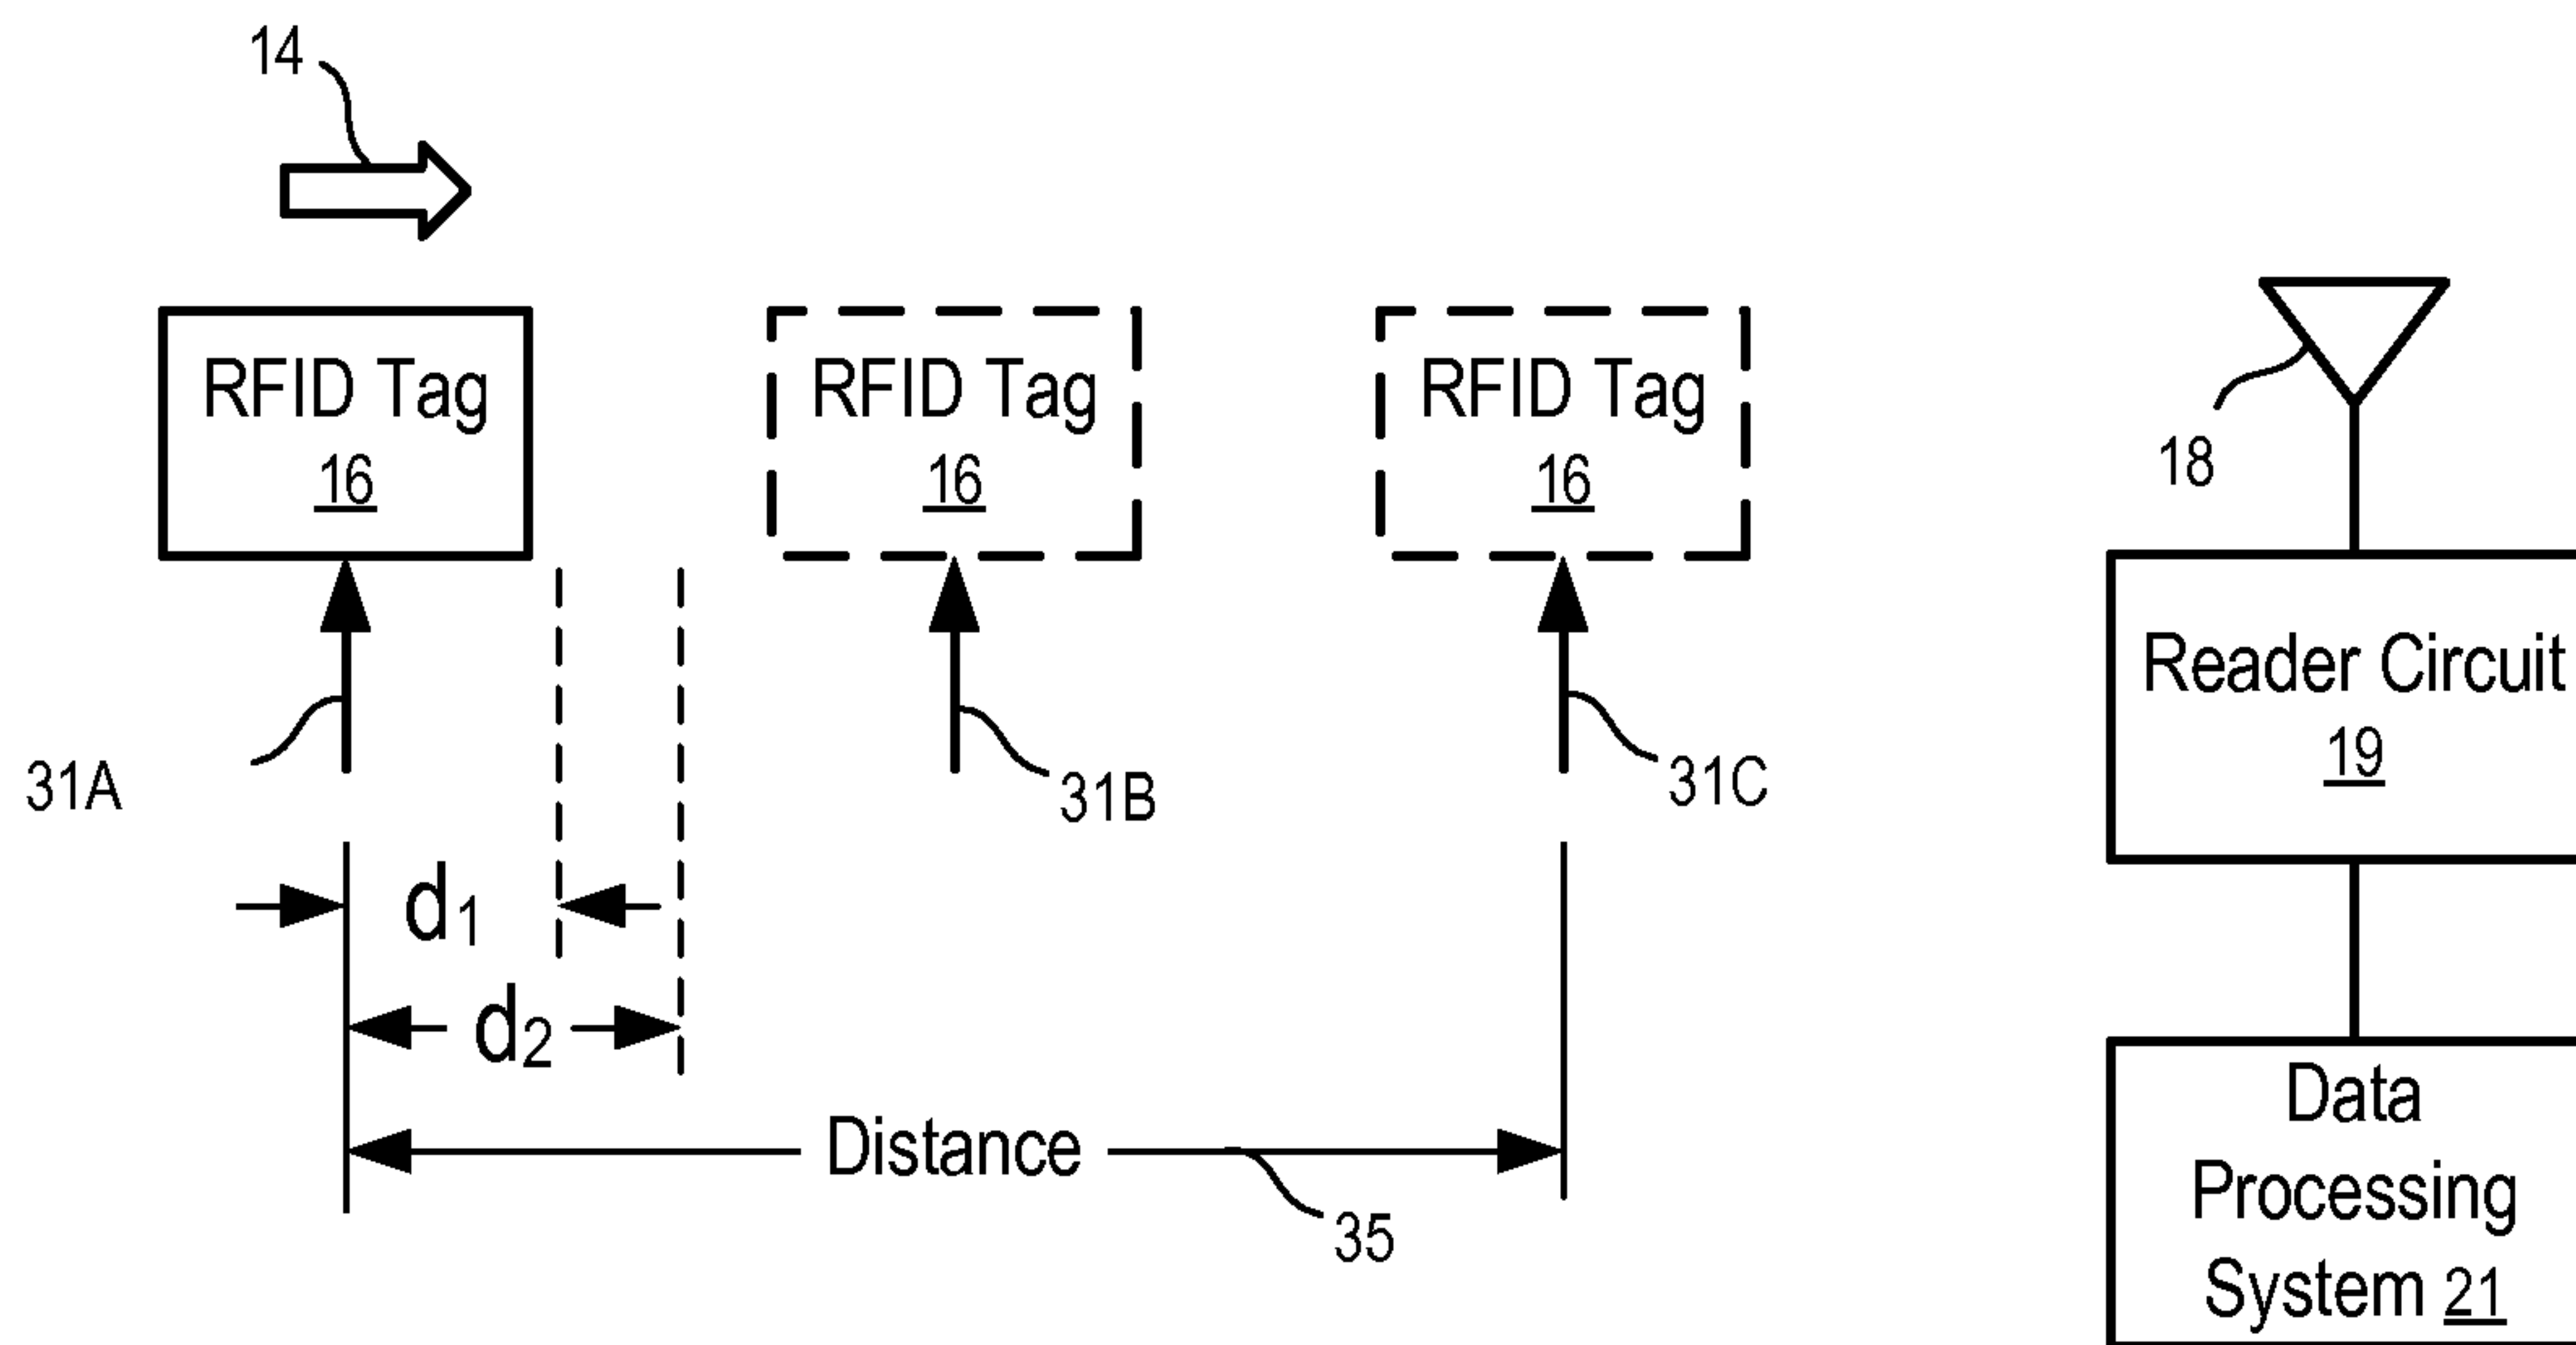 14
RFID Tag
16
RFID Tag
16
RFID Tag
16
18
31A
31B
31C
Reader Circuit
19
d1
d2
Distance
35
Data
Processing
System 21